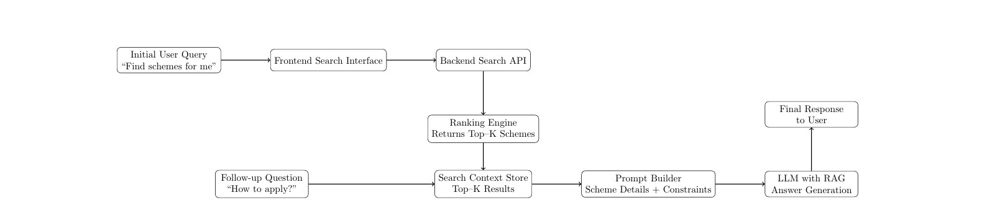 Initial User Query
“Find schemes for me”
Frontend Search Interface
Backend Search API
Ranking Engine
Returns Top–K Schemes
Final Response
to User
Follow-up Question
“How to apply?”
Search Context Store
Top–K Results
Prompt Builder
Scheme Details + Constraints
LLM with RAG
Answer Generation